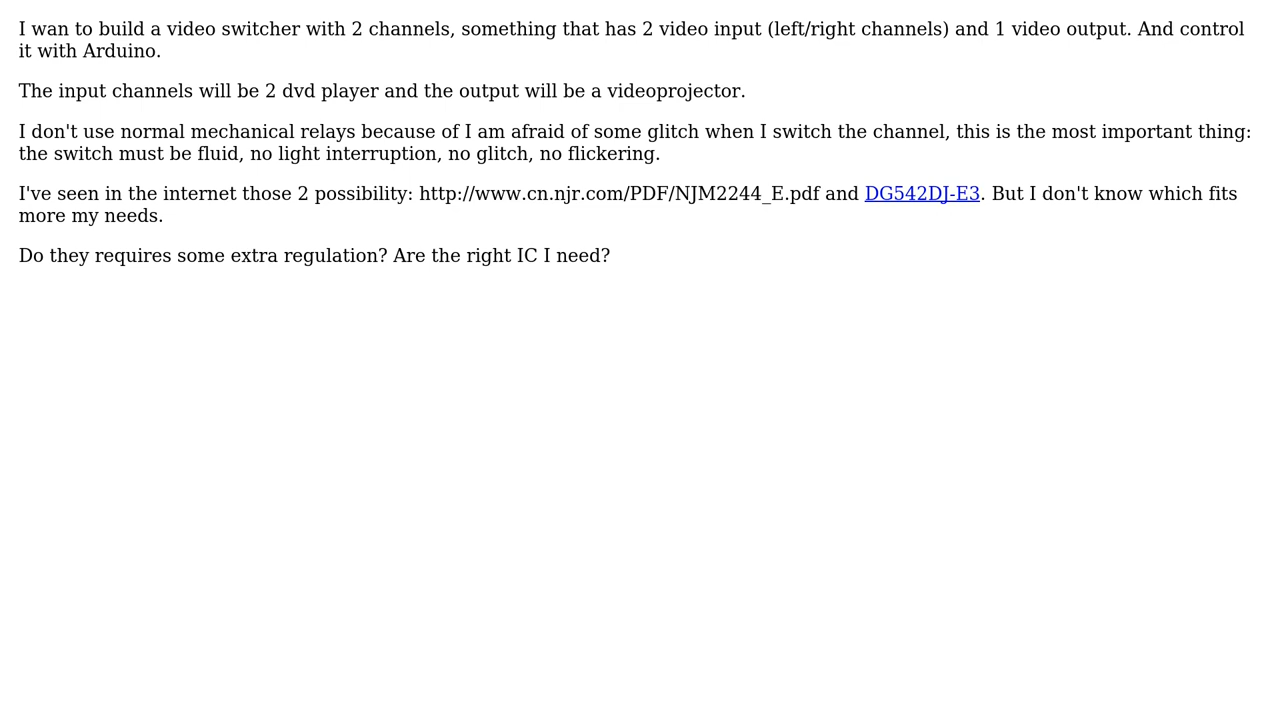 I wan to build a video switcher with 2 channels, something that has 2 video input (left/right channels) and 1 video output. And control
it with Arduino.
The input channels will be 2 dvd player and the output will be a videoprojector.
I don't use normal mechanical relays because of I am afraid of some glitch when I switch the channel, this is the most important thing:
the switch must be fluid, no light interruption, no glitch, no flickering.
I've seen in the internet those 2 possibility: http://www.cn.njr.com/PDF/NJM2244_E.pdf and DG542DJ-E3. But I don't know which fits
more my needs.
Do they requires some extra regulation? Are the right IC I need?